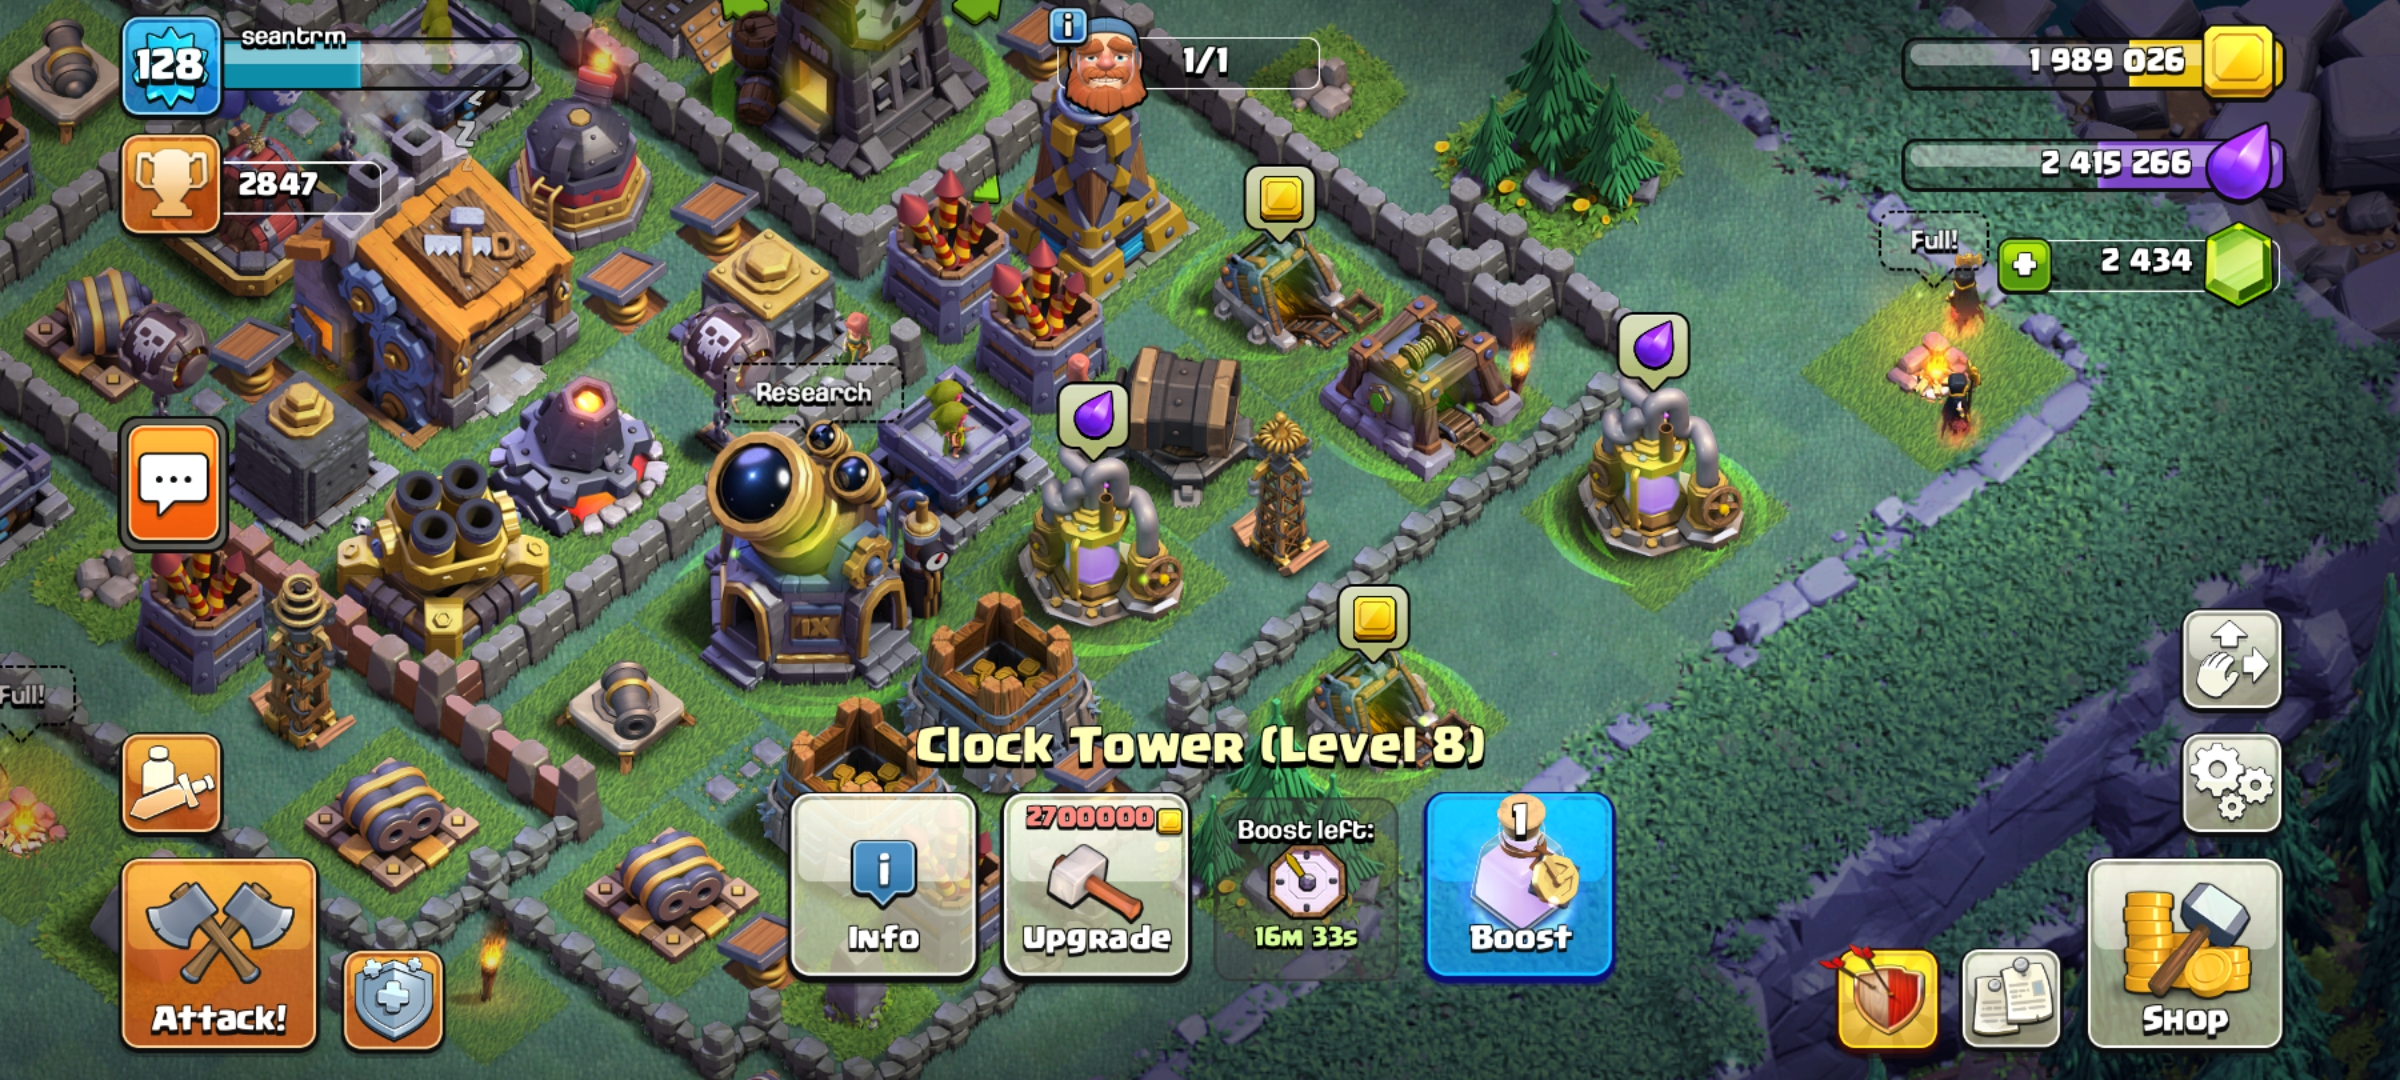 128
seantrm
1/1
1 989 026
2847
2 415 266
Full!
2 434
Research
IX
Full!
Clock Tower (Level 8)
1
2700000
Boost left:
Info
Upgrade
16m 33s
Boost
Attack!
Shop